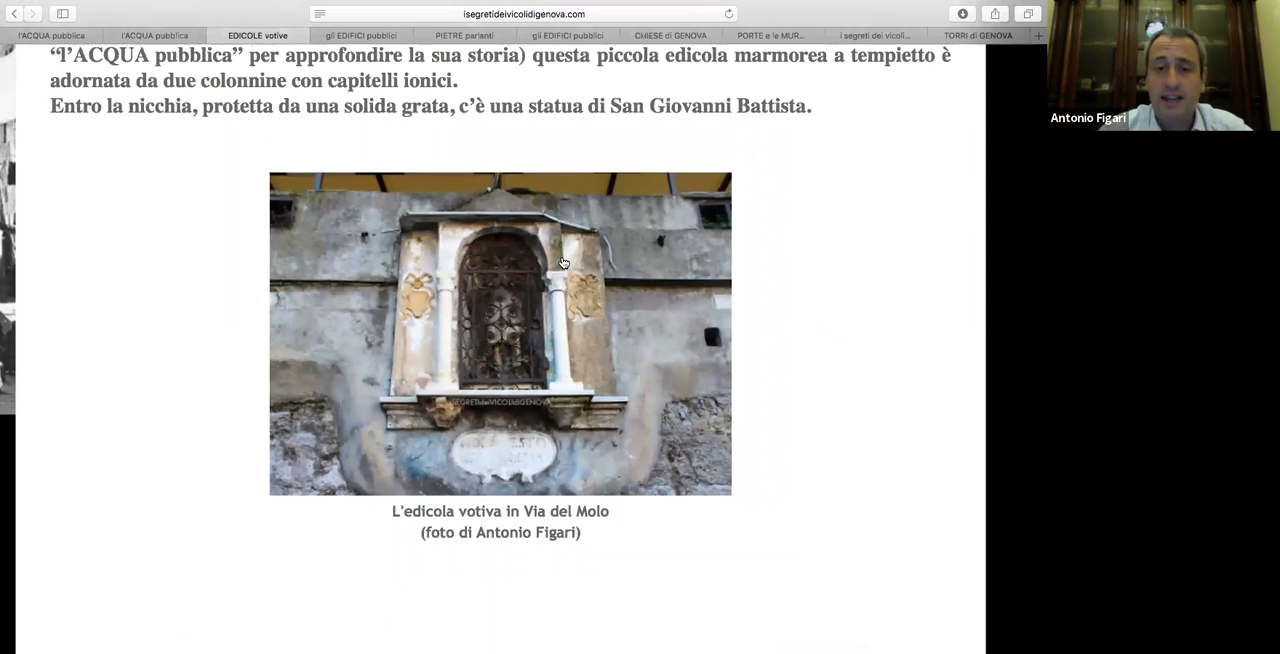 isegretideivicolidigenova.com
l'ACQUA pubblica
l'ACQUA pubblica
EDICOLE votive
gli EDIFICI pubblici
PIETRE parlanti
gli EDIFICI pubblici
CHIESE di GENOVA
PORTE e le MUR...
i segreti dei vicoli...
TORRI di GENOVA
“l’ACQUA pubblica” per approfondire la sua storia) questa piccola edicola marmorea a tempietto è
adornata da due colonnine con capitelli ionici.
Entro la nicchia, protetta da una solida grata, c’è una statua di San Giovanni Battista.
Antonio Figari
SEGRETIdeiVICOLIdiGENOVA
L'edicola votiva in Via del Molo
(foto di Antonio Figari)